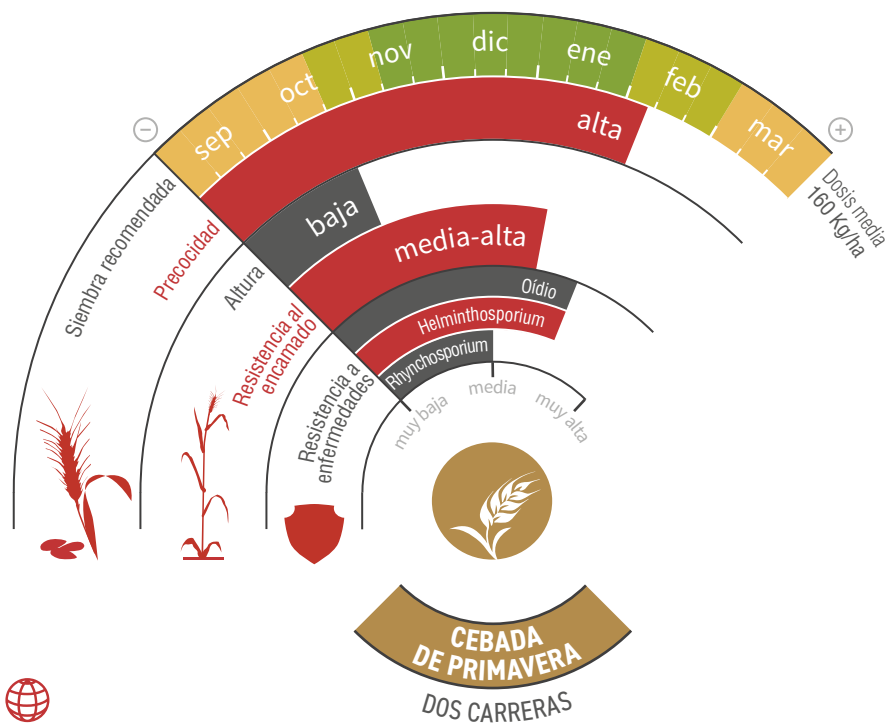 sep
oct
nov
dic
ene
feb
mar
−
+
Dosis media
160 Kg/ha
Siembra recomendada
Precocidad
alta
Altura
baja
Resistencia al
encamado
media-alta
Resistencia a
enfermedades
Oídio
Helminthosporium
Rhynchosporium
muy baja
media
muy alta
CEBADA
DE PRIMAVERA
DOS CARRERAS